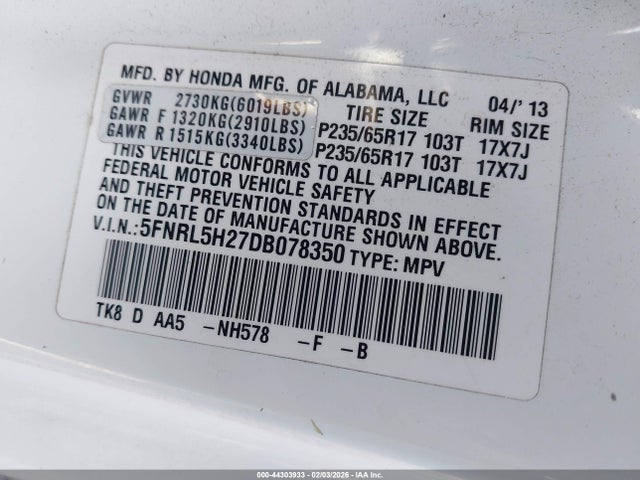 MFD. BY HONDA MFG. OF ALABAMA, LLC 04/' 13
GVWR 2730KG(6019LBS) TIRE SIZE RIM SIZE
GAWR F 1320KG(2910LBS) P235/65R17 103T 17X7J
GAWR R 1515KG(3340LBS) P235/65R17 103T 17X7J
THIS VEHICLE CONFORMS TO ALL APPLICABLE
FEDERAL MOTOR VEHICLE SAFETY
AND THEFT PREVENTION STANDARDS IN EFFECT
ON THE DATE OF MANUFACTURE SHOWN ABOVE.
V.I.N.:5FNRL5H27DB078350 TYPE: MPV
TK8 D AA5 -NH578 -F -B
000-44303933 - 02/03/2026 - IAA Inc.